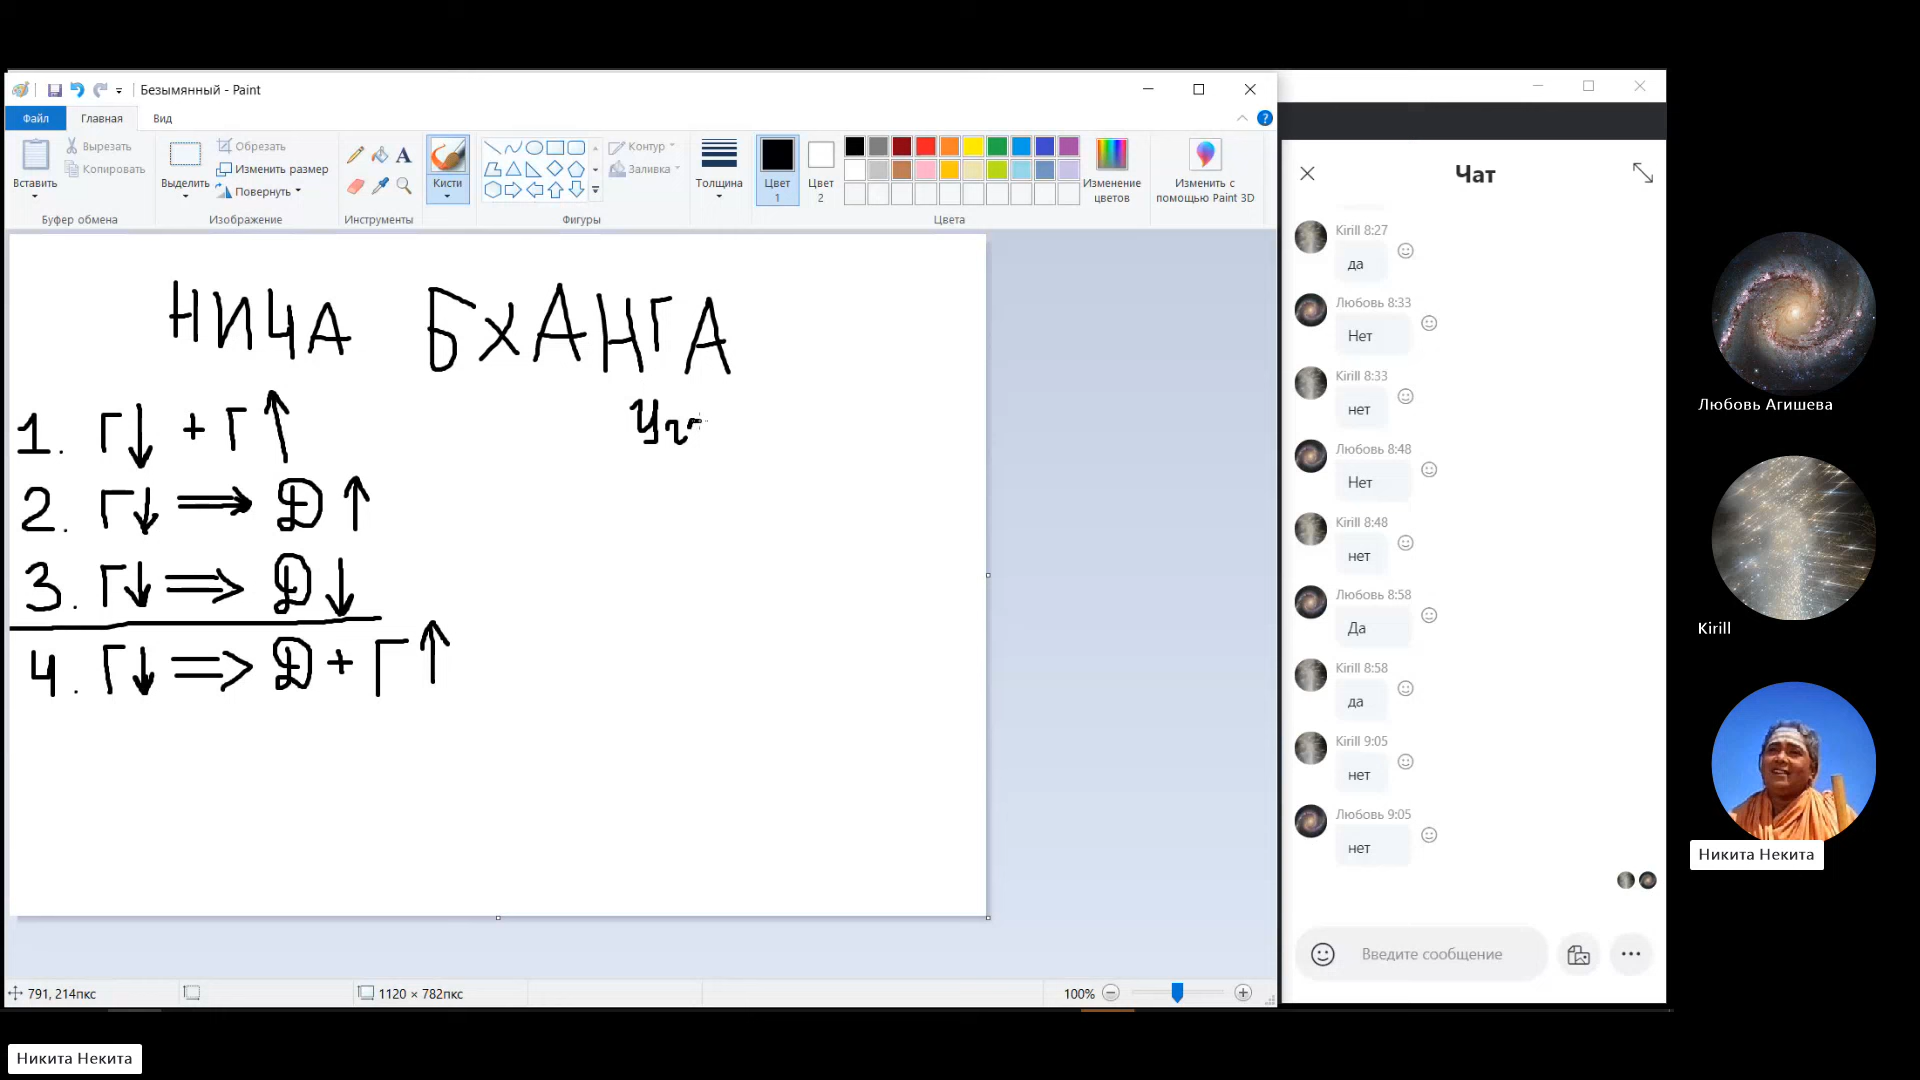 Безымянный - Paint
Файл Главная Вид
Вставить
Вырезать
Копировать
Буфер обмена
Выделить
Обрезать
Изменить размер
Повернуть
Изображение
Инструменты
Кисти
Контур
Заливка
Фигуры
Толщина
Цвет 1
Цвет 2
Изменение цветов
Цвета
Изменить с помощью Paint 3D
НИЧА БХАНГА
1. Г↓ + Г↑
2. Г↓ ⇒ D ↑
3. Г↓ ⇒ D ↓
4. Г↓ ⇒ D + Г↑
791, 214пкс
1120 × 782пкс
100%
Чат
Kirill 8:27
да
Любовь 8:33
Нет
Kirill 8:33
нет
Любовь 8:48
Нет
Kirill 8:48
нет
Любовь 8:58
Да
Kirill 8:58
да
Kirill 9:05
нет
Любовь 9:05
нет
Введите сообщение
Любовь Агишева
Kirill
Никита Некита
Никита Некита